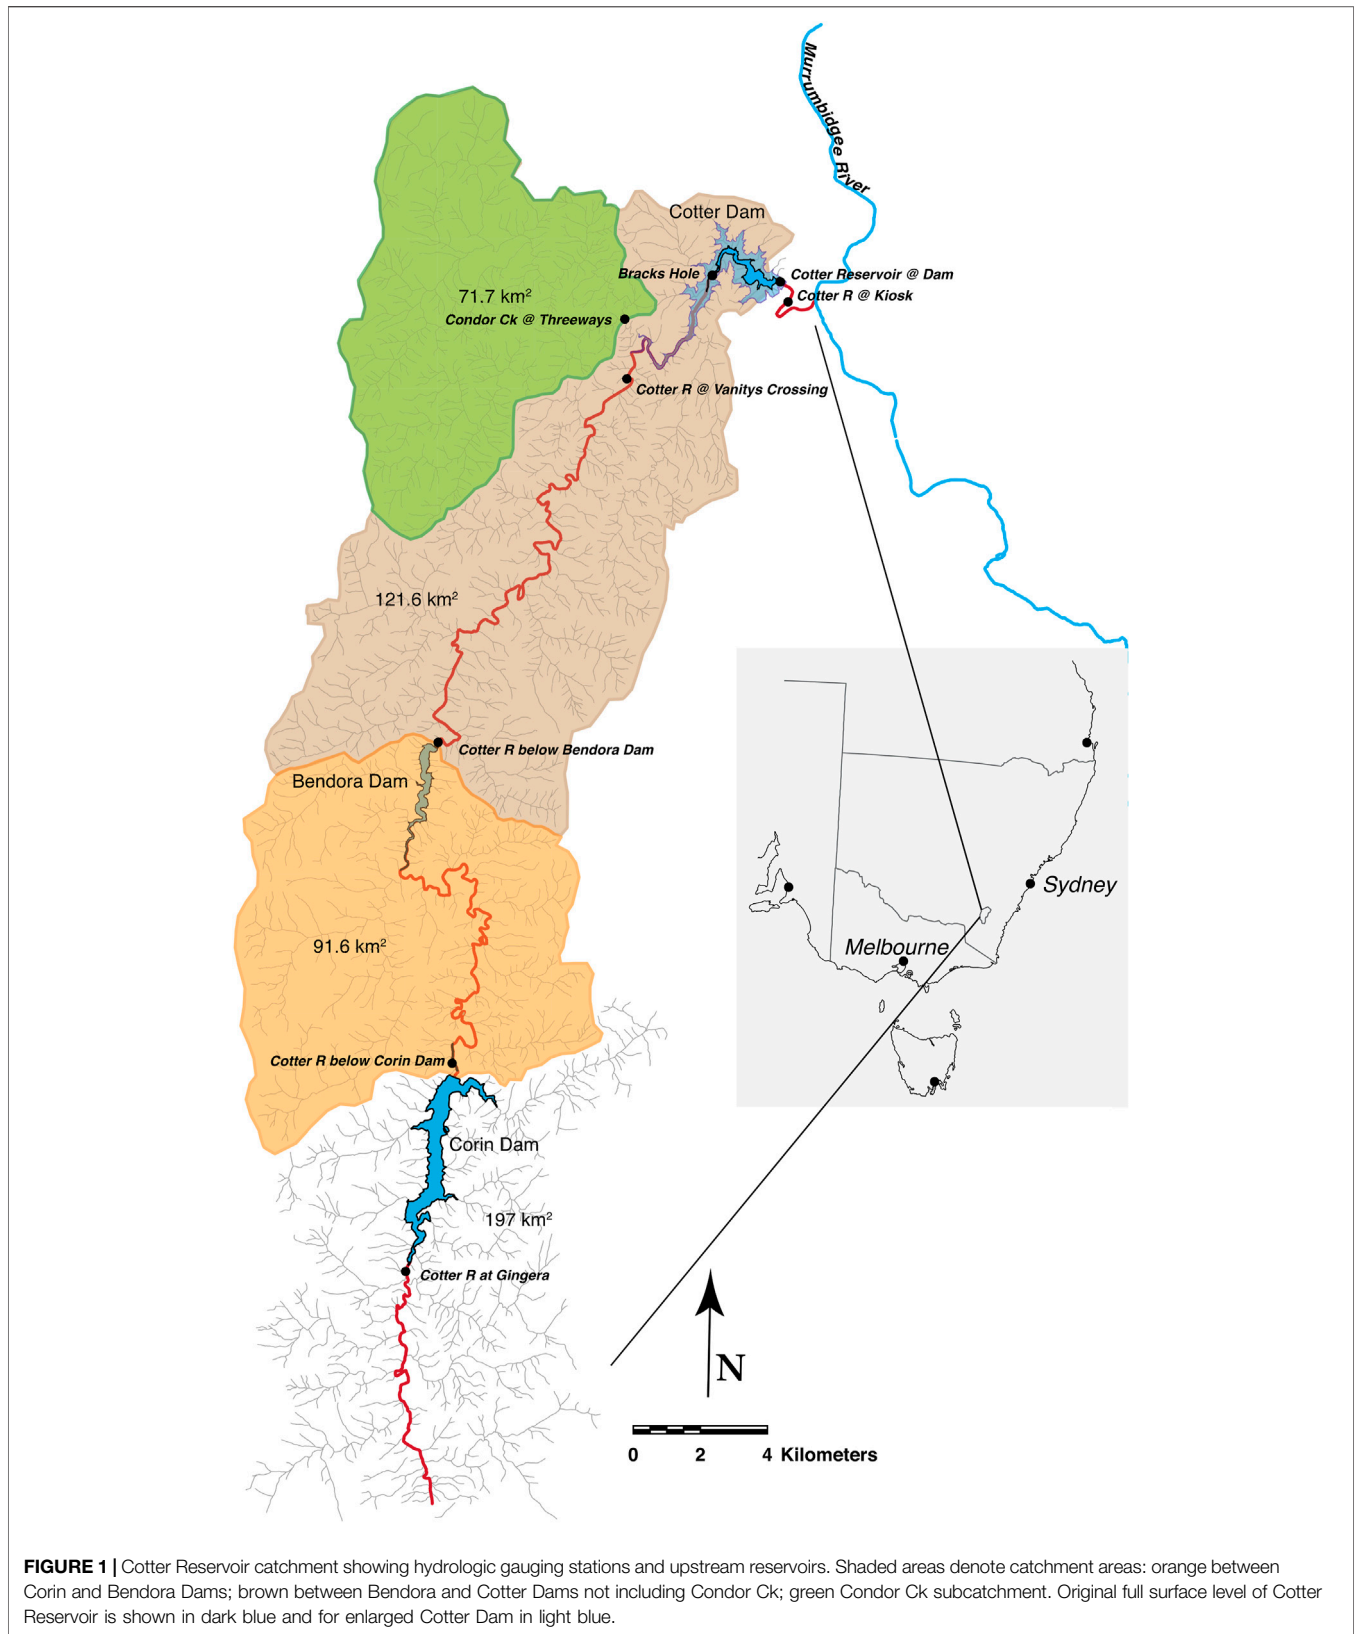 Murrumbidgee River
Cotter Dam
Bracks Hole
Cotter Reservoir @ Dam
Cotter R @ Kiosk
71.7 km²
Condor Ck @ Threeways
Cotter R @ Vanitys Crossing
121.6 km²
Cotter R below Bendora Dam
Bendora Dam
Sydney
91.6 km²
Melbourne
Cotter R below Corin Dam
Corin Dam
197 km²
Cotter R at Gingera
N
0 2 4 Kilometers
FIGURE 1 | Cotter Reservoir catchment showing hydrologic gauging stations and upstream reservoirs. Shaded areas denote catchment areas: orange between
Corin and Bendora Dams; brown between Bendora and Cotter Dams not including Condor Ck; green Condor Ck subcatchment. Original full surface level of Cotter
Reservoir is shown in dark blue and for enlarged Cotter Dam in light blue.